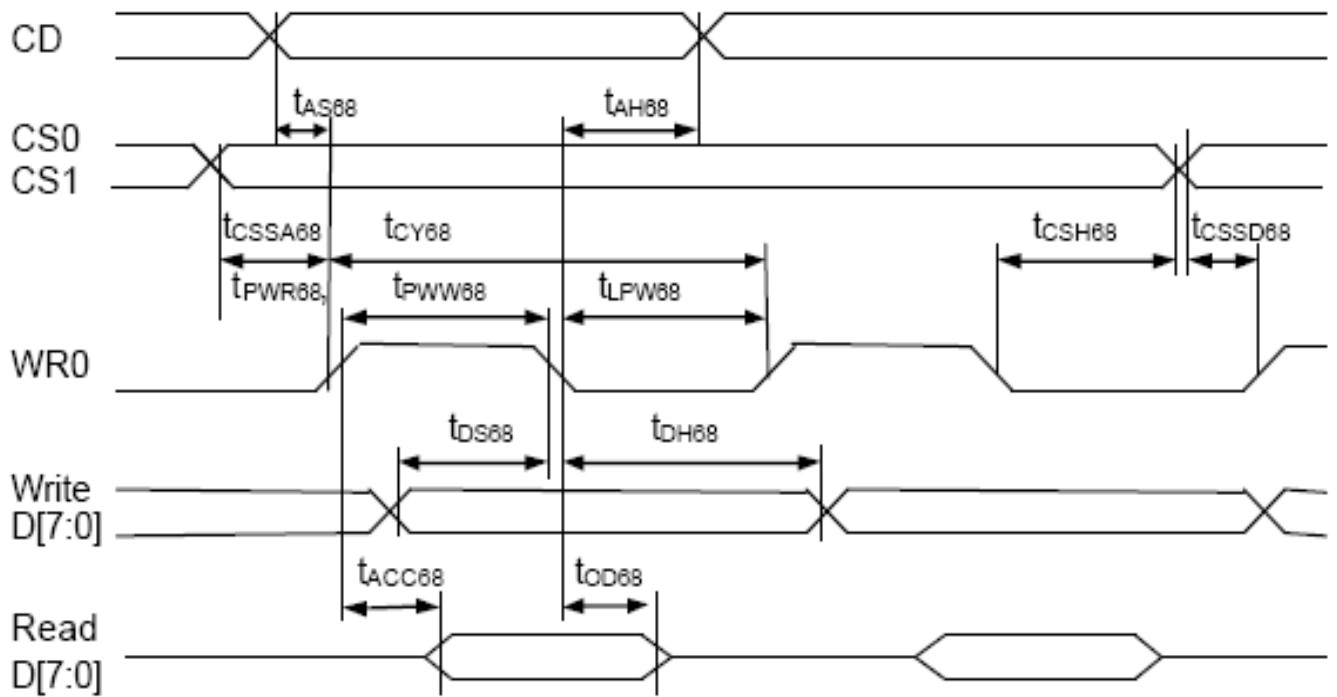 CD
tAS68 tAH68
CS0
CS1
tCSSA68 tCY68 tCSH68 tCSSD68
tPWR68, tPWW68 tLPW68
WR0
tDS68 tDH68
Write
D[7:0]
tACC68 tOD68
Read
D[7:0]